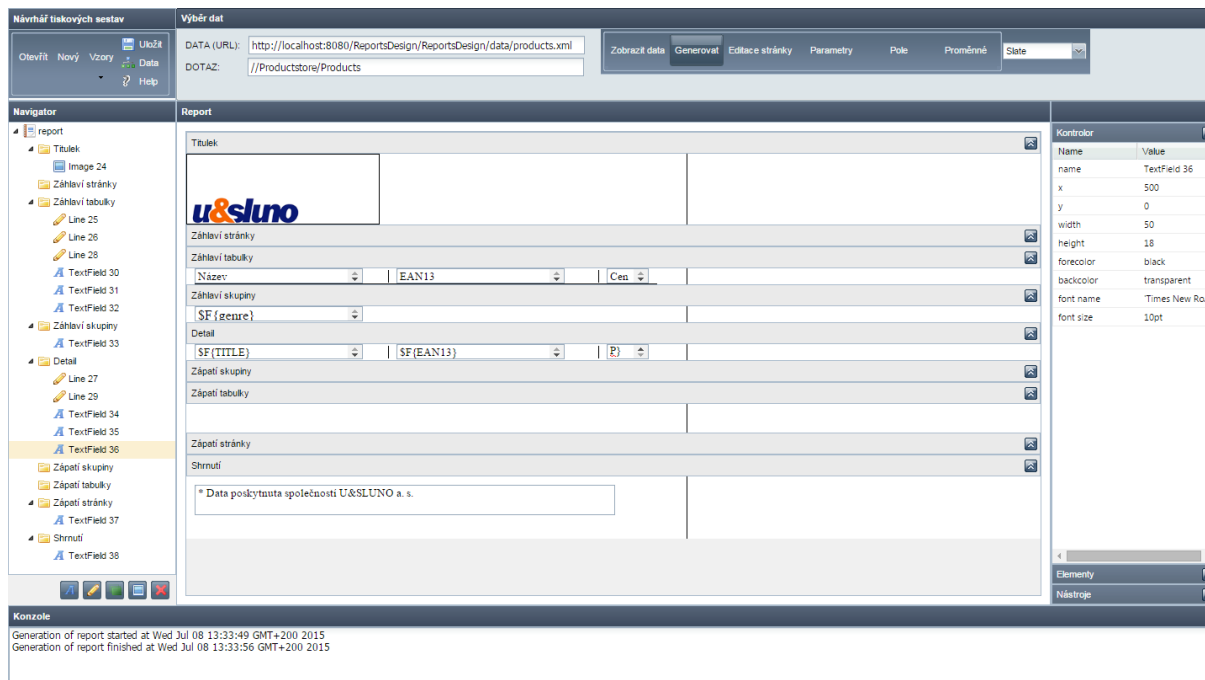 Návrhář tiskových sestav
Výběr dat
Otevřít Nový Vzory
Uložit
Data
Help
DATA (URL): http://localhost:8080/ReportsDesign/ReportsDesign/data/products.xml
DOTAZ: //Productstore/Products
Zobrazit data Generovat Editace stránky Parametry Pole Proměnné Slate
Navigator
report
Titulek
Image 24
Záhlaví stránky
Záhlaví tabulky
Line 25
Line 26
Line 28
TextField 30
TextField 31
TextField 32
Záhlaví skupiny
TextField 33
Detail
Line 27
Line 29
TextField 34
TextField 35
TextField 36
Zápatí skupiny
Zápatí tabulky
Zápatí stránky
TextField 37
Shrnutí
TextField 38
Report
Titulek
u&sluno
Záhlaví stránky
Záhlaví tabulky
Název EAN13 Cen
Záhlaví skupiny
$F{genre}
Detail
$F{TITLE} $F{EAN13} P}
Zápatí skupiny
Zápatí tabulky
Zápatí stránky
Shrnutí
* Data poskytnuta společností U&SLUNO a. s.
Kontrolor
Name Value
name TextField 36
x 500
y 0
width 50
height 18
forecolor black
backcolor transparent
font name 'Times New Ro
font size 10pt
Elementy
Nástroje
Konzole
Generation of report started at Wed Jul 08 13:33:49 GMT+200 2015
Generation of report finished at Wed Jul 08 13:33:56 GMT+200 2015